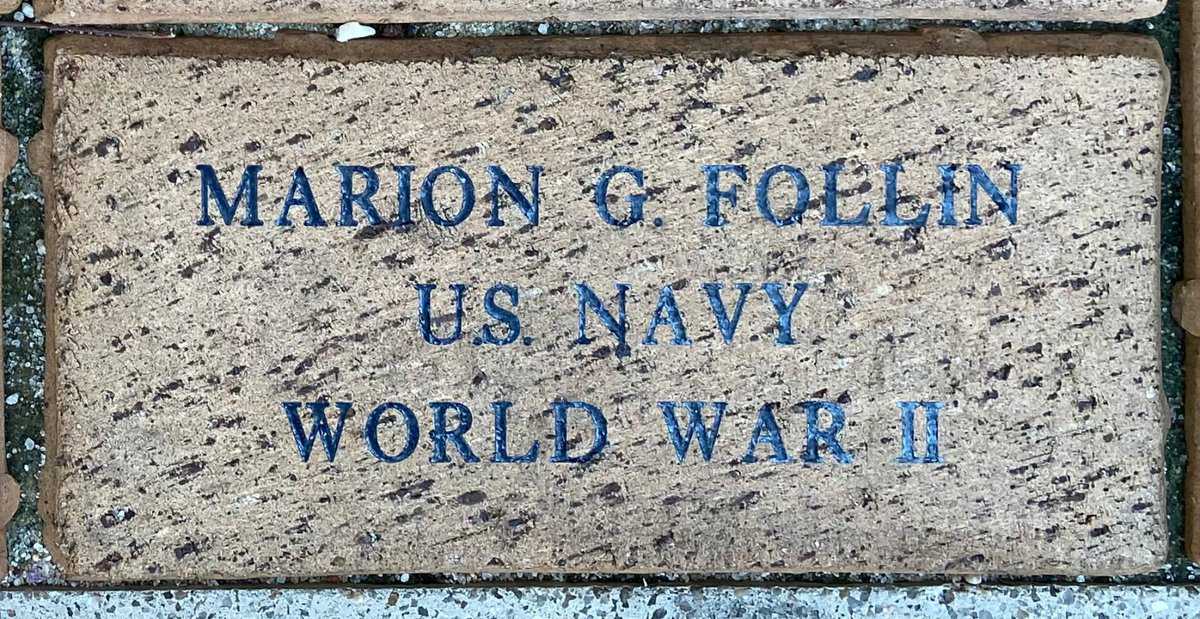 MARION G. FOLLIN
U.S. NAVY
WORLD WAR II